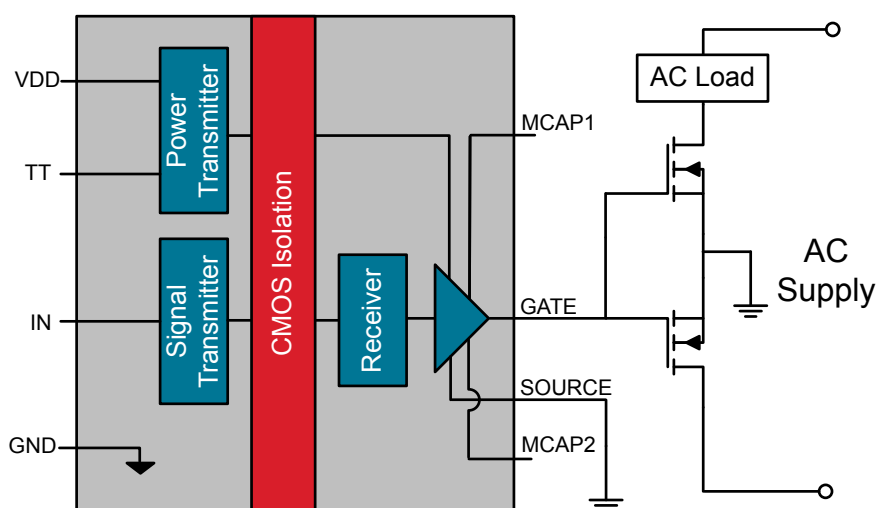 VDD
TT
IN
GND
Power
Transmitter
Signal
Transmitter
CMOS Isolation
Receiver
MCAP1
GATE
SOURCE
MCAP2
AC Load
AC
Supply